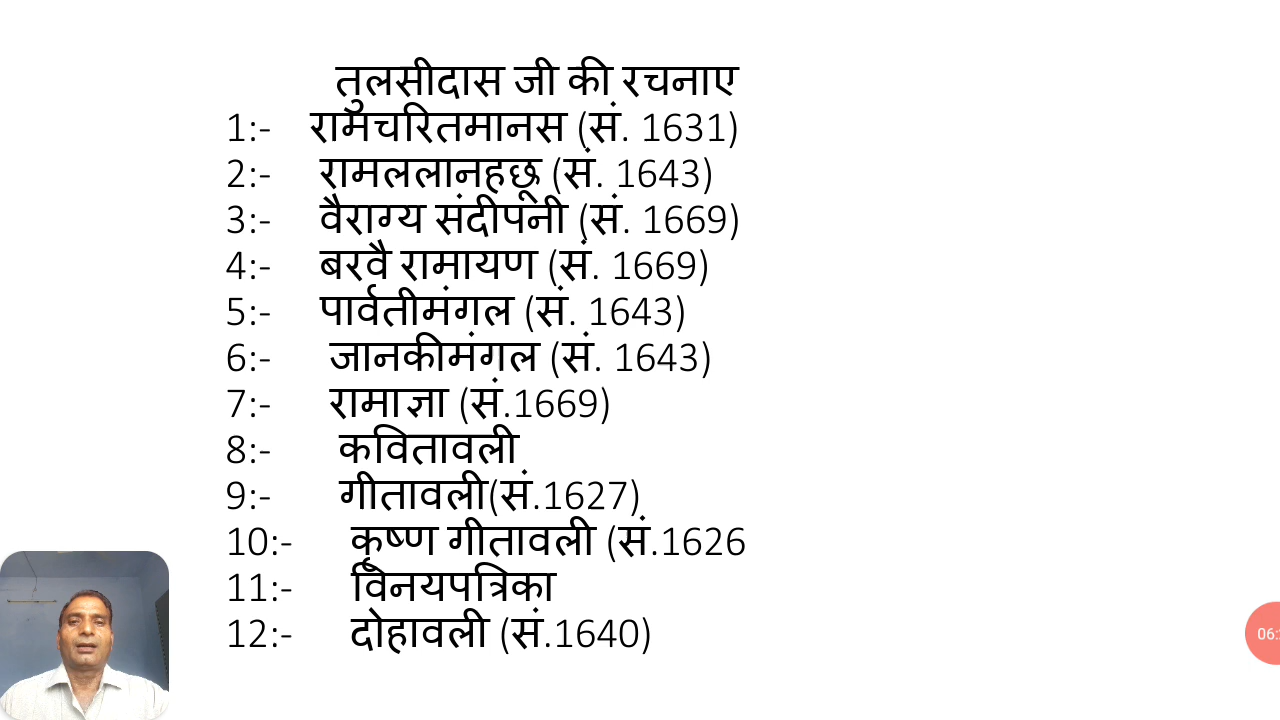 तुलसीदास जी की रचनाए
1:- रामचरितमानस (सं. 1631)
2:- रामललानहछू (सं. 1643)
3:- वैराग्य संदीपनी (सं. 1669)
4:- बरवै रामायण (सं. 1669)
5:- पार्वतीमंगल (सं. 1643)
6:- जानकीमंगल (सं. 1643)
7:- रामाज्ञा (सं.1669)
8:- कवितावली
9:- गीतावली(सं.1627)
10:- कृष्ण गीतावली (सं.1626
11:- विनयपत्रिका
12:- दोहावली (सं.1640)